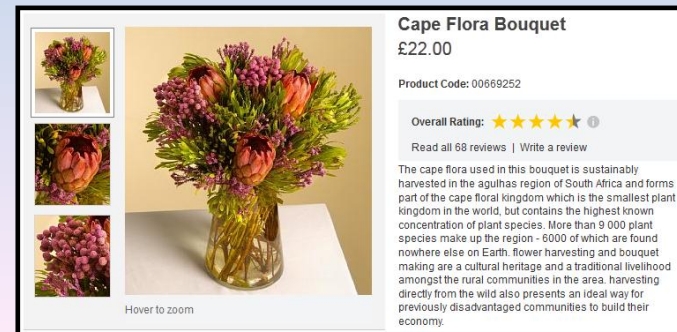 Cape Flora Bouquet
£22.00
Product Code: 00669252
Overall Rating:
Read all 68 reviews | Write a review
The cape flora used in this bouquet is sustainably
harvested in the agulhas region of South Africa and forms
part of the cape floral kingdom which is the smallest plant
kingdom in the world, but contains the highest known
concentration of plant species. More than 9 000 plant
species make up the region - 6000 of which are found
nowhere else on Earth. flower harvesting and bouquet
making are a cultural heritage and a traditional livelihood
amongst the rural communities in the area. harvesting
directly from the wild also presents an ideal way for
previously disadvantaged communities to build their
economy.
Hover to zoom